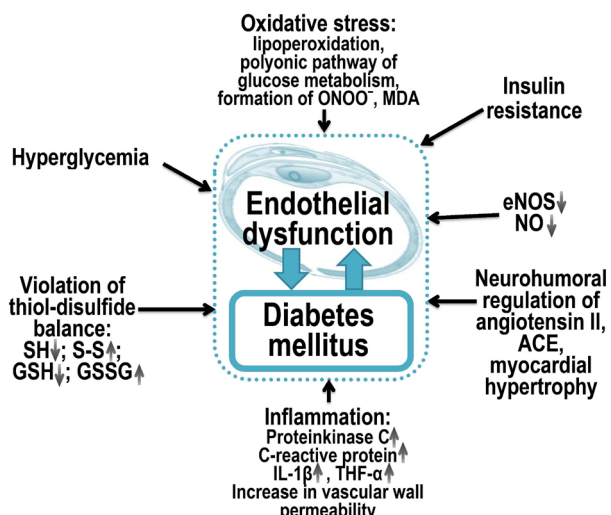 Oxidative stress:
lipoperoxidation,
polyonic pathway of
glucose metabolism,
formation of ONOO⁻, MDA
Insulin
resistance
Hyperglycemia
Endothelial
dysfunction
eNOS↓
NO↓
Violation of
thiol-disulfide
balance:
SH↓; S-S↑;
GSH↓; GSSG↑
Diabetes
mellitus
Neurohumoral
regulation of
angiotensin II,
ACE,
myocardial
hypertrophy
Inflammation:
Proteinkinase C↑
C-reactive protein↑
IL-1β↑, THF-α↑
Increase in vascular wall
permeability